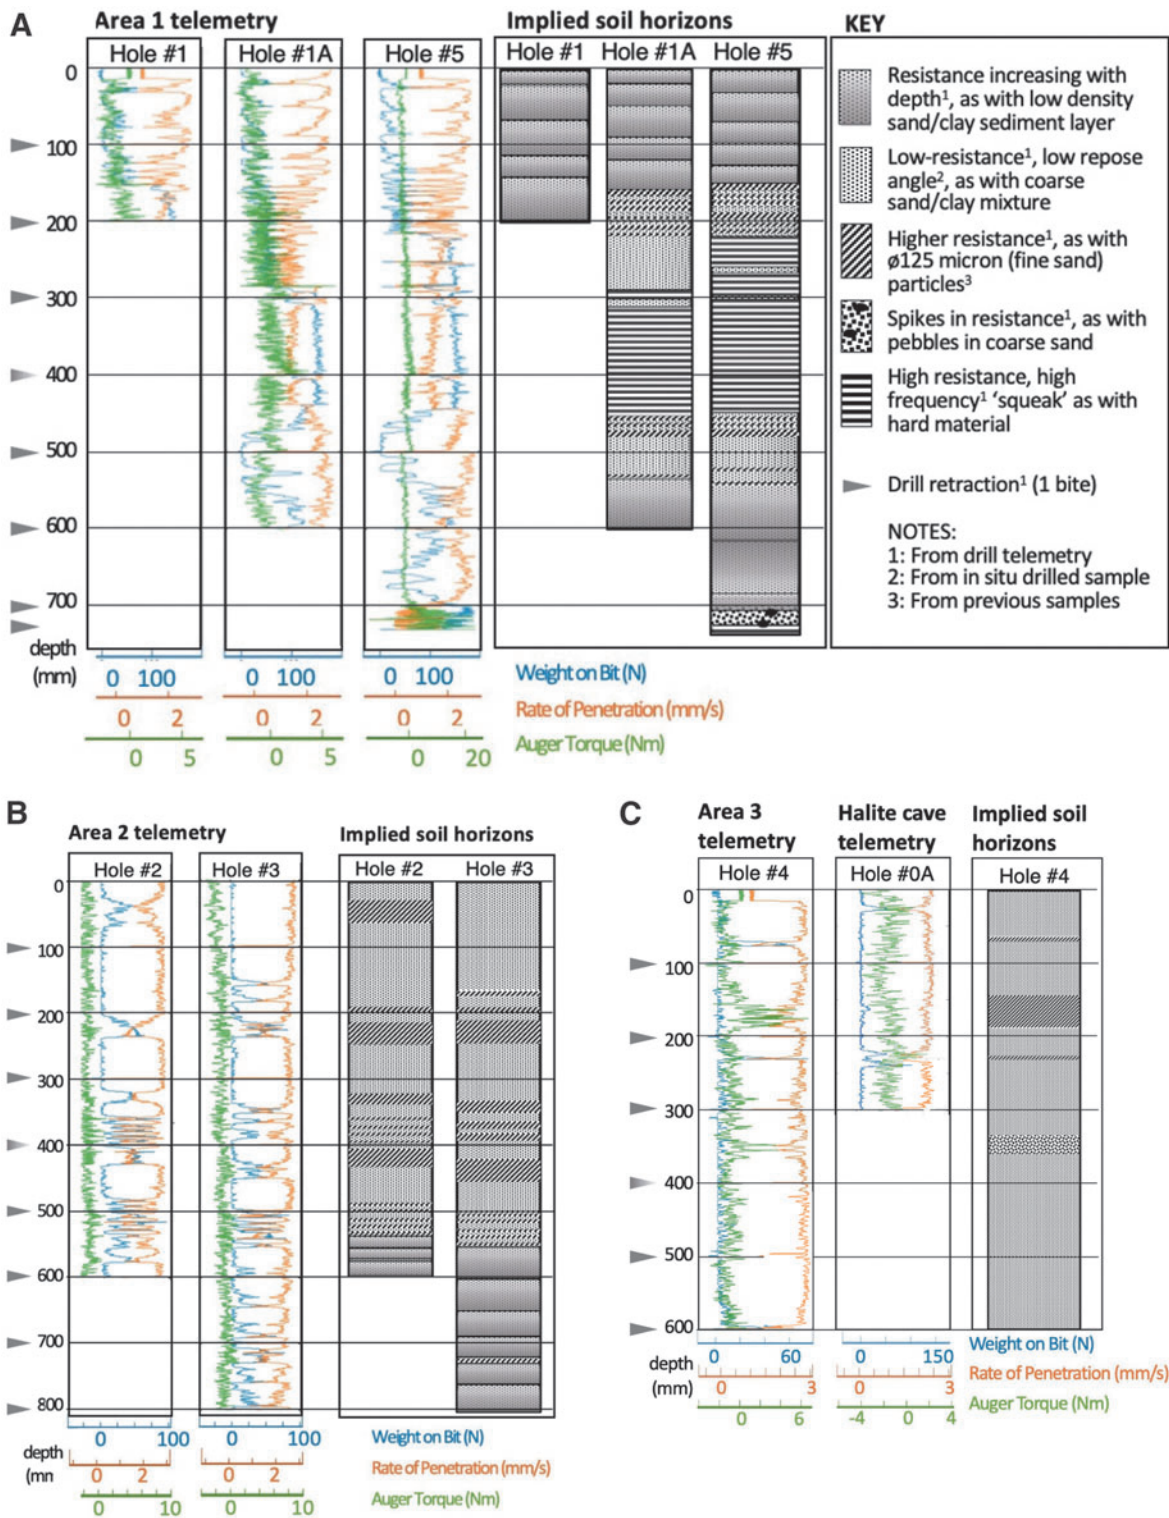 A
Area 1 telemetry
Implied soil horizons
KEY
Hole #1
Hole #1A
Hole #5
Hole #1
Hole #1A
Hole #5
0
100
200
300
400
500
600
700
depth
(mm)
Resistance increasing with
depth¹, as with low density
sand/clay sediment layer
Low-resistance¹, low repose
angle², as with coarse
sand/clay mixture
Higher resistance¹, as with
ø125 micron (fine sand)
particles³
Spikes in resistance¹, as with
pebbles in coarse sand
High resistance, high
frequency¹ ‘squeak’ as with
hard material
Drill retraction¹ (1 bite)
NOTES:
1: From drill telemetry
2: From in situ drilled sample
3: From previous samples
0 100 0 100 0 100 Weight on Bit (N)
0 2 0 2 0 2 Rate of Penetration (mm/s)
0 5 0 5 0 20 Auger Torque (Nm)
B
Area 2 telemetry
Implied soil horizons
Hole #2
Hole #3
Hole #2
Hole #3
0
100
200
300
400
500
600
700
800
depth
(mn
0 100 0 100 Weight on Bit (N)
0 2 0 2 Rate of Penetration (mm/s)
0 10 0 10 Auger Torque (Nm)
C
Area 3
telemetry
Halite cave
telemetry
Implied soil
horizons
Hole #4
Hole #0A
Hole #4
0
100
200
300
400
500
600
depth
(mm)
0 60 0 150 Weight on Bit (N)
0 3 0 3 Rate of Penetration (mm/s)
0 6 -4 0 4 Auger Torque (Nm)